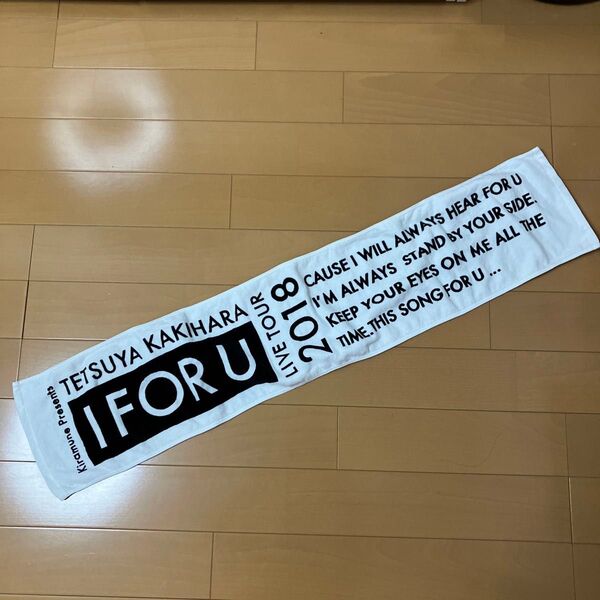 Kiramune Presents
TETSUYA KAKIHARA
I FOR U
LIVE TOUR
2018
CAUSE I WILL ALWAYS HEAR FOR U
I'M ALWAYS STAND BY YOUR SIDE.
KEEP YOUR EYES ON ME ALL THE
TIME.THIS SONG FOR U ...